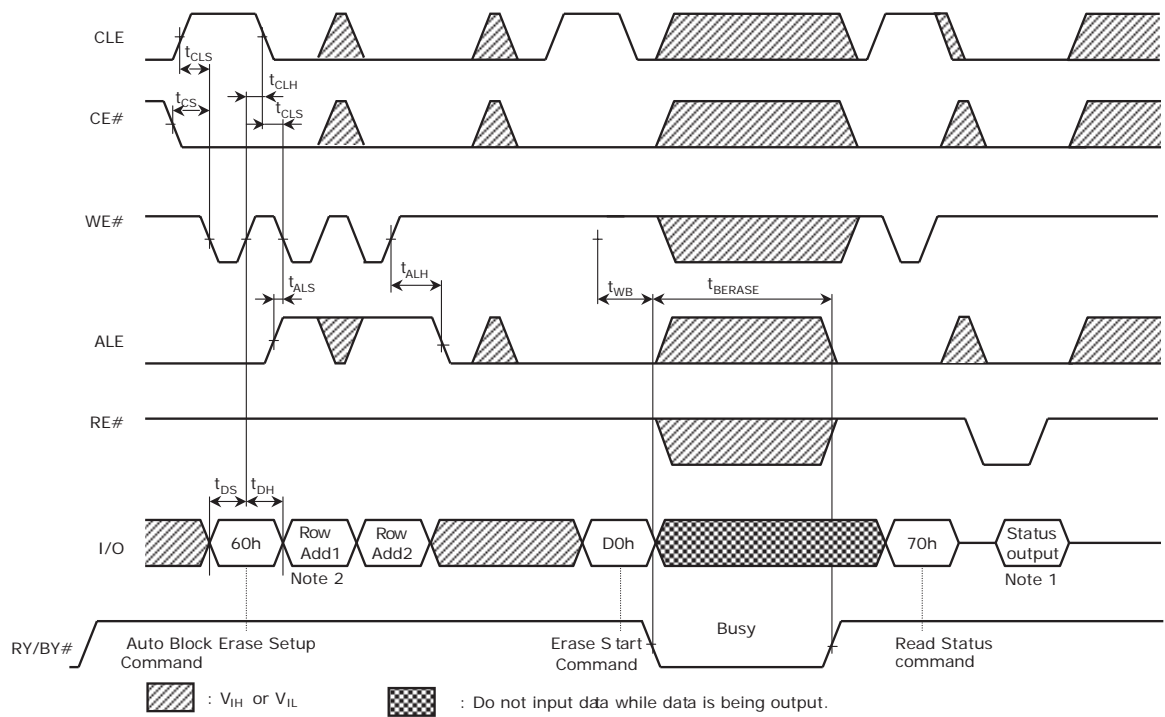 CLE
tCLS
tCLH
tCS
tCLS
CE#
WE#
tALH
tALS
tWB
tBERASE
ALE
RE#
tDS
tDH
I/O
60h
Row
Add1
Row
Add2
D0h
70h
Status
output
Note 2
Note 1
RY/BY#
Auto Block Erase Setup
Command
Erase Start
Command
Busy
Read Status
command
: VIH or VIL
: Do not input data while data is being output.